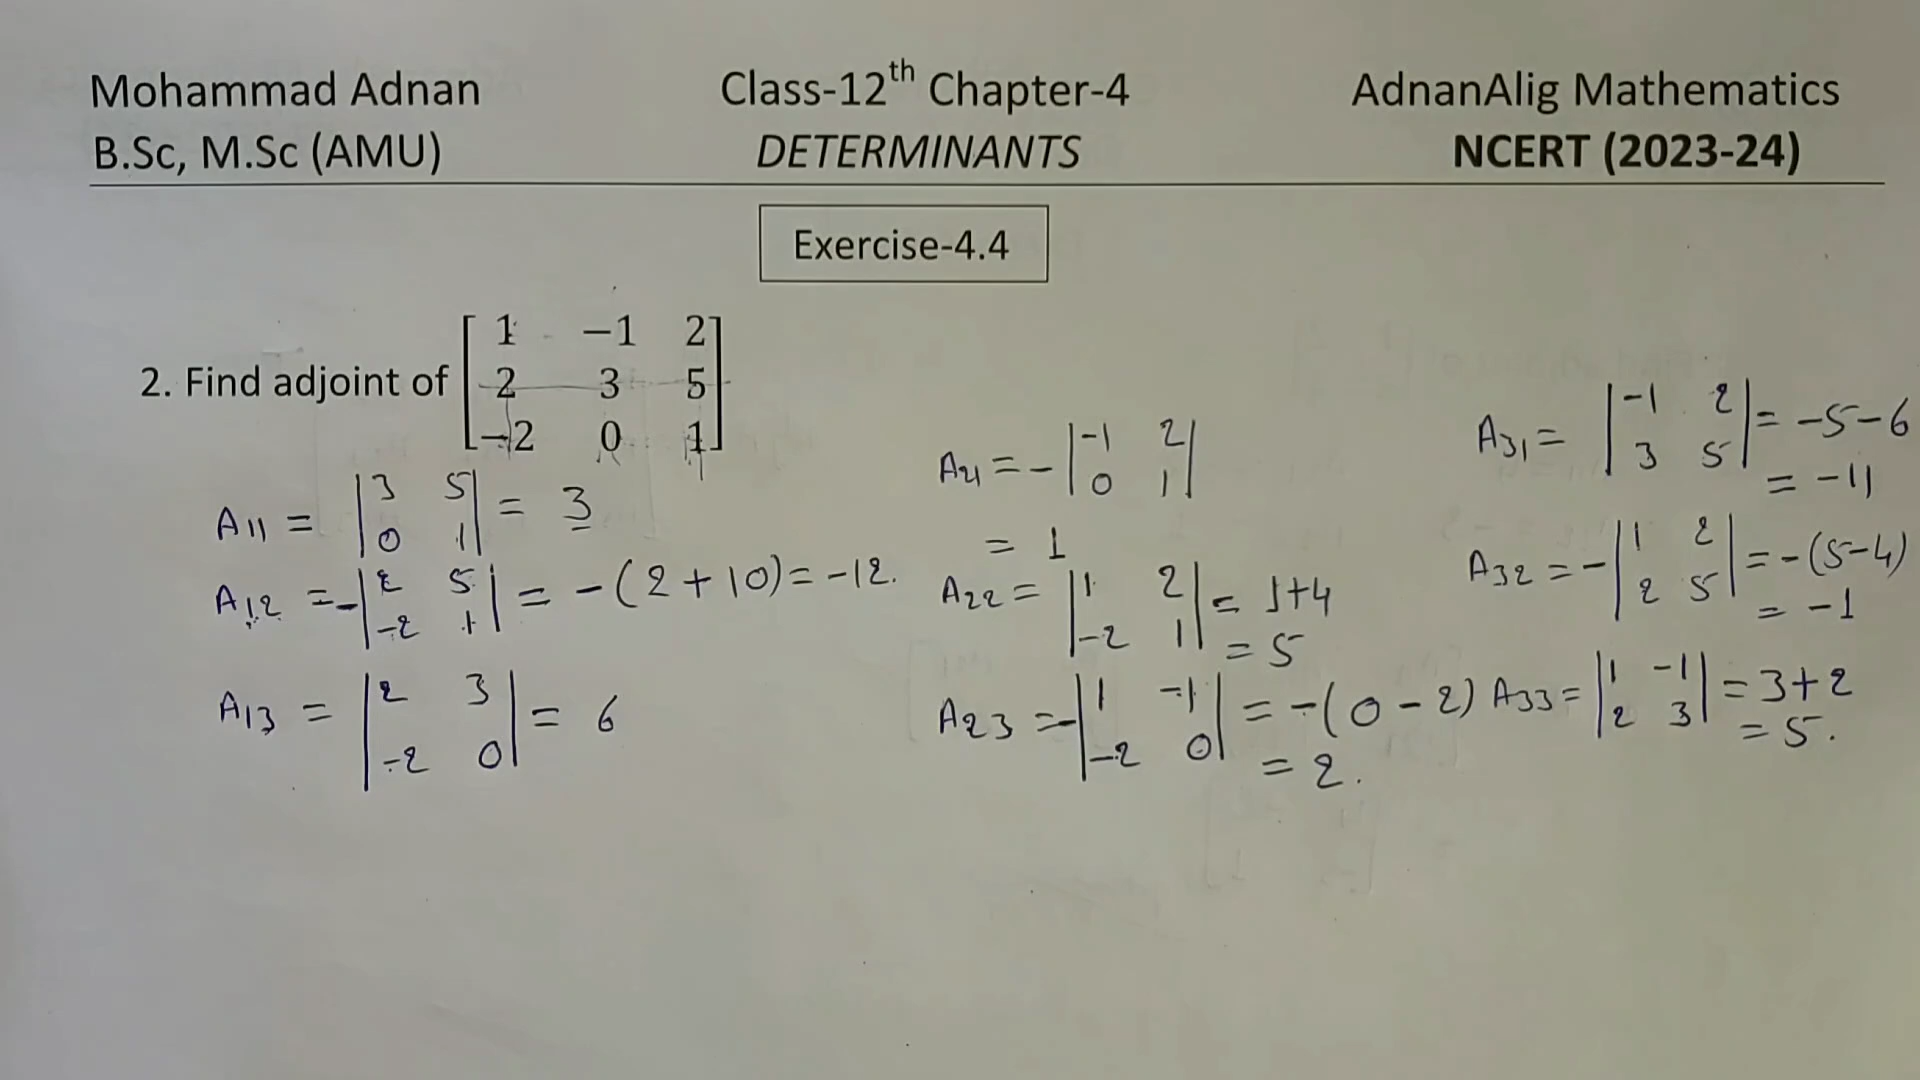 Mohammad Adnan
B.Sc, M.Sc (AMU)
Class-12th Chapter-4
DETERMINANTS
AdnanAlig Mathematics
NCERT (2023-24)
Exercise-4.4
2. Find adjoint of [1 −1 2
2 3 5
−2 0 1]
A11 = |3 5
0 1| = 3
A12 = -|2 5
-2 1| = -(2+10) = -12.
A13 = |2 3
-2 0| = 6
A21 = -|-1 2
0 1|
= 1
A22 = |1 2
-2 1| = 1+4
= 5
A23 = -|1 -1
-2 0| = -(0-2)
= 2.
A31 = |-1 2
3 5| = -5-6
= -11
A32 = -|1 2
2 5| = -(5-4)
= -1
A33 = |1 -1
2 3| = 3+2
= 5.